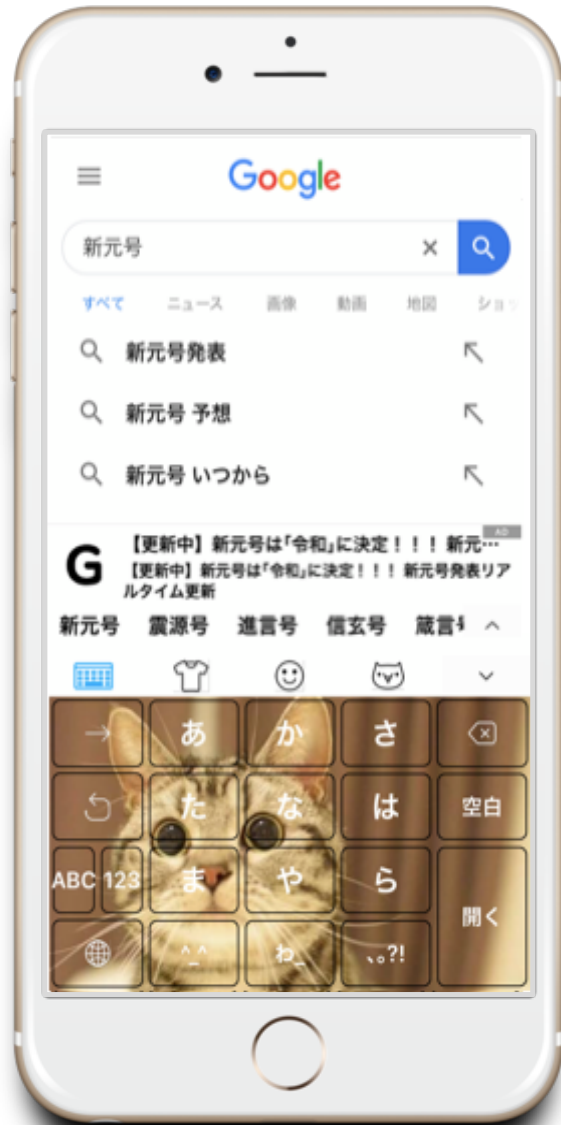 Google
新元号
すべて ニュース 画像 動画 地図 ショッ
新元号発表
新元号 予想
新元号 いつから
AD
【更新中】新元号は「令和」に決定!!! 新元…
【更新中】新元号は「令和」に決定!!! 新元号発表リア
ルタイム更新
G
新元号 震源号 進言号 信玄号 蔵言
あ か さ
た な は 空白
ABC 123 ま や ら
開く
^_^ わ_ 、。?!